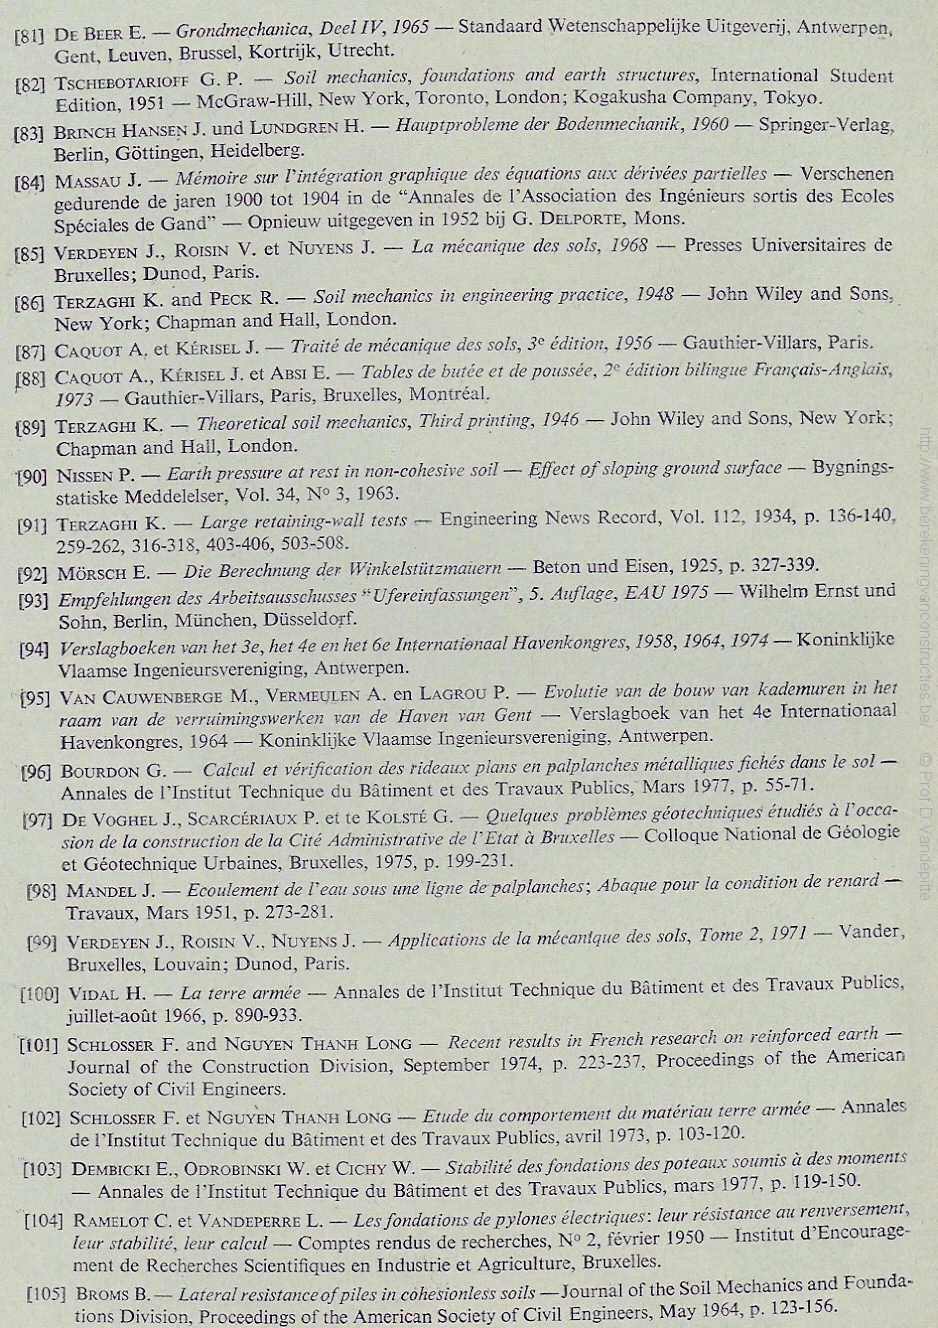 [81] DE BEER E. — Grondmechanica, Deel IV, 1965 — Standaard Wetenschappelijke Uitgeverij, Antwerpen,
Gent, Leuven, Brussel, Kortrijk, Utrecht.
[82] TSCHEBOTARIOFF G. P. — Soil mechanics, foundations and earth structures, International Student
Edition, 1951 — McGraw-Hill, New York, Toronto, London; Kogakusha Company, Tokyo.
[83] BRINCH HANSEN J. und LUNDGREN H. — Hauptprobleme der Bodenmechanik, 1960 — Springer-Verlag,
Berlin, Göttingen, Heidelberg.
[84] MASSAU J. — Mémoire sur l'intégration graphique des équations aux dérivées partielles — Verschenen
gedurende de jaren 1900 tot 1904 in de “Annales de l'Association des Ingénieurs sortis des Ecoles
Spéciales de Gand” — Opnieuw uitgegeven in 1952 bij G. DELPORTE, Mons.
[85] VERDEYEN J., ROISIN V. et NUYENS J. — La mécanique des sols, 1968 — Presses Universitaires de
Bruxelles; Dunod, Paris.
[86] TERZAGHI K. and PECK R. — Soil mechanics in engineering practice, 1948 — John Wiley and Sons,
New York; Chapman and Hall, London.
[87] CAQUOT A. et KÉRISEL J. — Traité de mécanique des sols, 3e édition, 1956 — Gauthier-Villars, Paris.
[88] CAQUOT A., KÉRISEL J. et ABSI E. — Tables de butée et de poussée, 2e édition bilingue Français-Anglais,
1973 — Gauthier-Villars, Paris, Bruxelles, Montréal.
[89] TERZAGHI K. — Theoretical soil mechanics, Third printing, 1946 — John Wiley and Sons, New York;
Chapman and Hall, London.
[90] NISSEN P. — Earth pressure at rest in non-cohesive soil — Effect of sloping ground surface — Bygnings-
statiske Meddelelser, Vol. 34, No 3, 1963.
[91] TERZAGHI K. — Large retaining-wall tests — Engineering News Record, Vol. 112, 1934, p. 136-140,
259-262, 316-318, 403-406, 503-508.
[92] MÖRSCH E. — Die Berechnung der Winkelstützmauern — Beton und Eisen, 1925, p. 327-339.
[93] Empfehlungen des Arbeitsausschusses “Ufereinfassungen”, 5. Auflage, EAU 1975 — Wilhelm Ernst und
Sohn, Berlin, München, Düsseldorf.
[94] Verslagboeken van het 3e, het 4e en het 6e Internationaal Havenkongres, 1958, 1964, 1974 — Koninklijke
Vlaamse Ingenieursvereniging, Antwerpen.
[95] VAN CAUWENBERGE M., VERMEULEN A. en LAGROU P. — Evolutie van de bouw van kademuren in het
raam van de verruimingswerken van de Haven van Gent — Verslagboek van het 4e Internationaal
Havenkongres, 1964 — Koninklijke Vlaamse Ingenieursvereniging, Antwerpen.
[96] BOURDON G. — Calcul et vérification des rideaux plans en palplanches métalliques fichés dans le sol —
Annales de l'Institut Technique du Bâtiment et des Travaux Publics, Mars 1977, p. 55-71.
[97] DE VOGHEL J., SCARCÉRIAUX P. et te KOLSTÉ G. — Quelques problèmes géotechniques étudiés à l'occa-
sion de la construction de la Cité Administrative de l'Etat à Bruxelles — Colloque National de Géologie
et Géotechnique Urbaines, Bruxelles, 1975, p. 199-231.
[98] MANDEL J. — Ecoulement de l'eau sous une ligne de palplanches; Abaque pour la condition de renard —
Travaux, Mars 1951, p. 273-281.
[99] VERDEYEN J., ROISIN V., NUYENS J. — Applications de la mécanique des sols, Tome 2, 1971 — Vander,
Bruxelles, Louvain; Dunod, Paris.
[100] VIDAL H. — La terre armée — Annales de l'Institut Technique du Bâtiment et des Travaux Publics,
juillet-août 1966, p. 890-933.
[101] SCHLOSSER F. and NGUYEN THANH LONG — Recent results in French research on reinforced earth —
Journal of the Construction Division, September 1974, p. 223-237, Proceedings of the American
Society of Civil Engineers.
[102] SCHLOSSER F. et NGUYEN THANH LONG — Etude du comportement du matériau terre armée — Annales
de l'Institut Technique du Bâtiment et des Travaux Publics, avril 1973, p. 103-120.
[103] DEMBICKI E., ODROBINSKI W. et CICHY W. — Stabilité des fondations des poteaux soumis à des moments
— Annales de l'Institut Technique du Bâtiment et des Travaux Publics, mars 1977, p. 119-150.
[104] RAMELOT C. et VANDEPERRE L. — Les fondations de pylones électriques: leur résistance au renversement,
leur stabilité, leur calcul — Comptes rendus de recherches, No 2, février 1950 — Institut d'Encourage-
ment de Recherches Scientifiques en Industrie et Agriculture, Bruxelles.
[105] BROMS B. — Lateral resistance of piles in cohesionless soils — Journal of the Soil Mechanics and Founda-
tions Division, Proceedings of the American Society of Civil Engineers, May 1964, p. 123-156.
http://www.berekeningvanconstructies.be/ © Prof D. Vandepitte